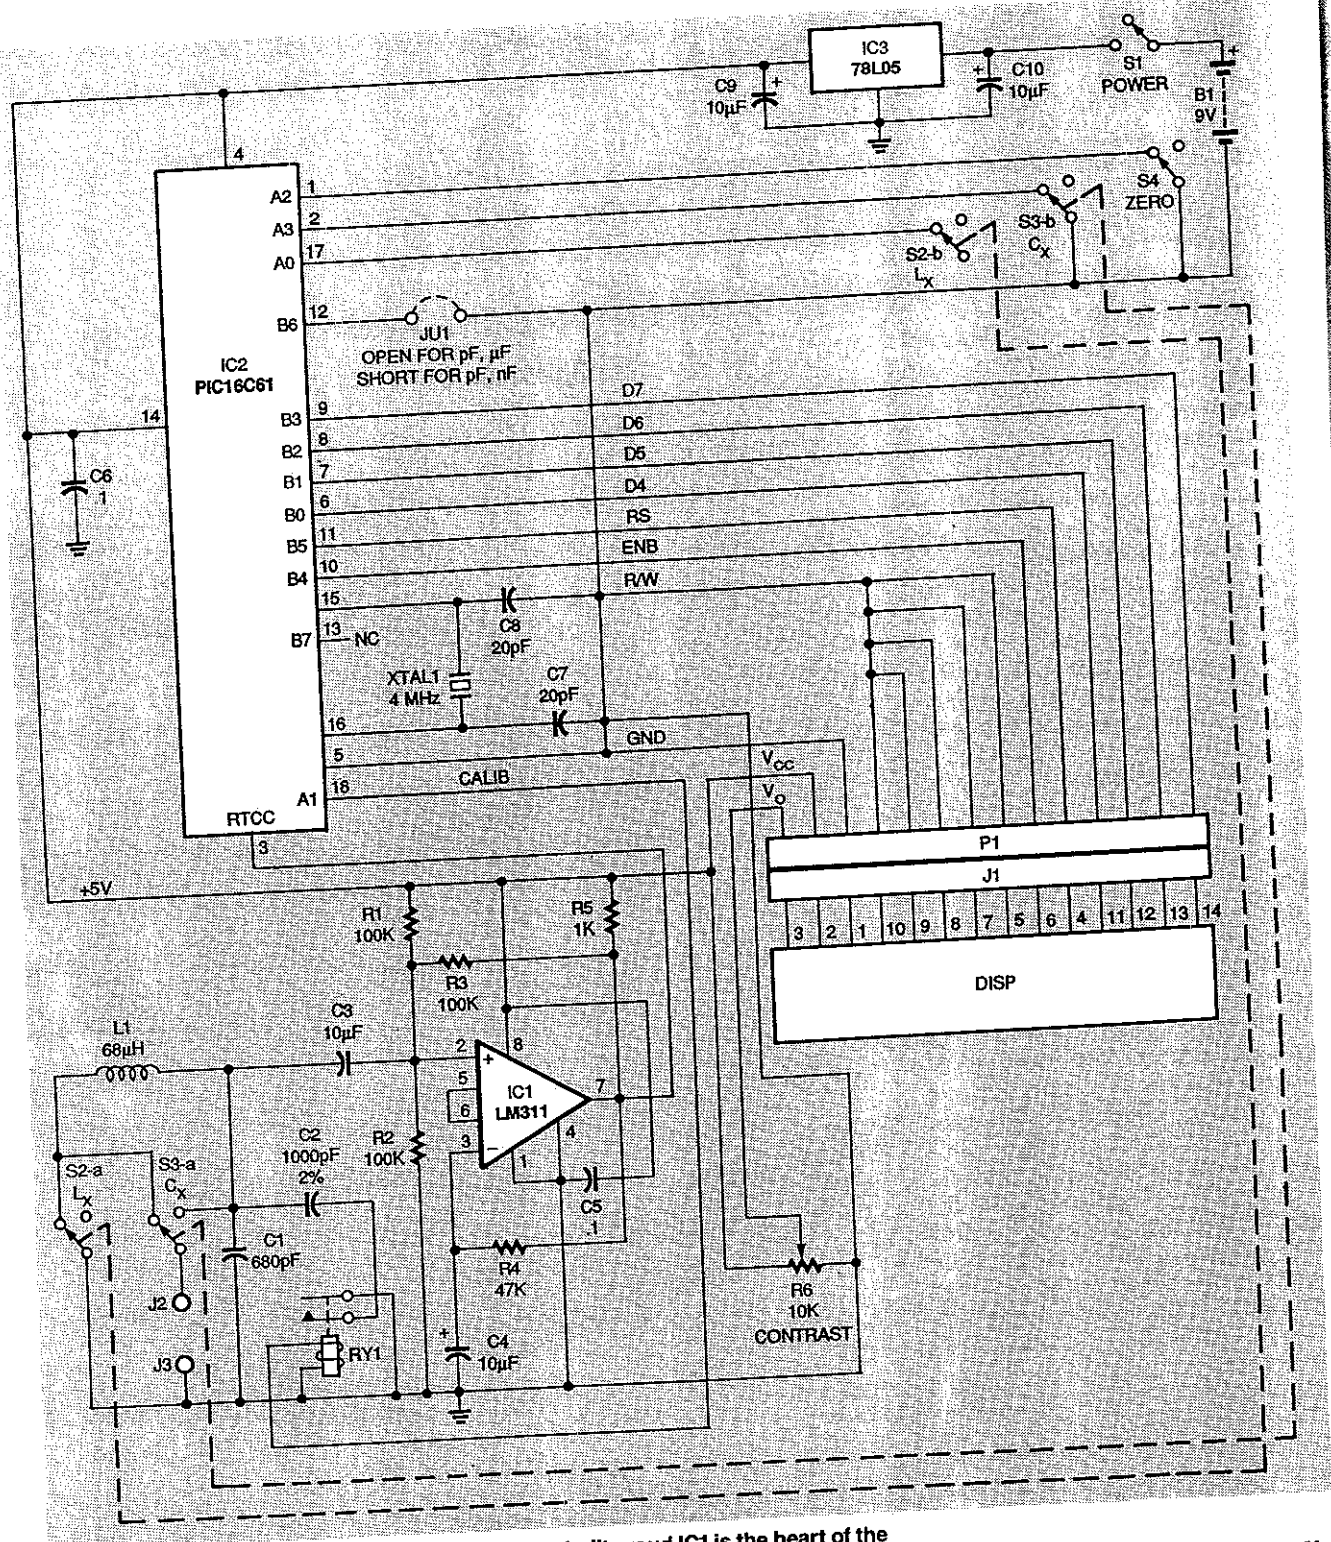 IC3
78L05
C9
10µF
+
+
C10
10µF
S1
POWER
+
B1
9V
4
A2
1
A3
2
A0
17
B6
12
S4
ZERO
S3-b
CX
S2-b
LX
JU1
OPEN FOR pF, µF
SHORT FOR pF, nF
IC2
PIC16C61
14
C6
.1
B3
9
D7
B2
8
D6
B1
7
D5
B0
6
D4
B5
11
RS
B4
10
ENB
15
R/W
B7
13
NC
C8
20pF
XTAL1
4 MHz
C7
20pF
16
5
GND
A1
18
CALIB
VCC
VO
RTCC
3
P1
J1
3 2 1 10 9 8 7 5 6 4 11 12 13 14
DISP
+5V
R1
100K
R5
1K
R3
100K
C3
10µF
L1
68µH
2
+
8
5
6
3
–
IC1
LM311
7
4
1
R2
100K
C2
1000pF
2%
S2-a
LX
S3-a
CX
C1
680pF
C5
.1
R4
47K
J2
J3
RY1
+
C4
10µF
R6
10K
CONTRAST
IC1 is the heart of the